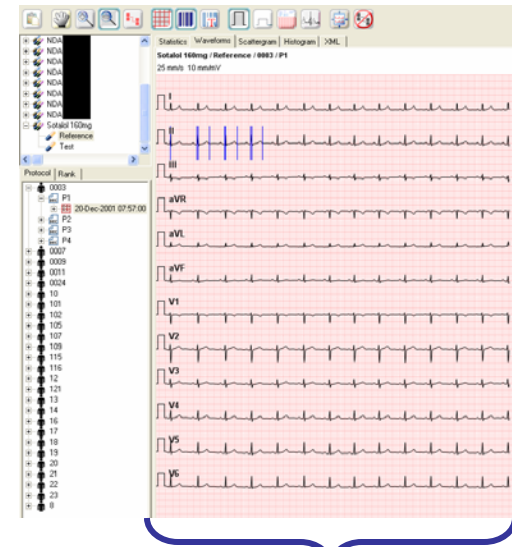 Statistics Waveforms Scattergram Histogram XML
Sotalol 160mg / Reference / 0003 / P1
25 mm/s 10 mm/mV
NDA
NDA
NDA
NDA
NDA
NDA
NDA
Sotalol 160mg
Reference
Test
Protocol Rank
0003
P1
20-Dec-2001 07:57:00
P2
P3
P4
0007
0009
0011
0024
10
101
102
105
107
109
115
116
12
121
13
14
16
17
18
19
20
21
22
23
8
I
II
III
aVR
aVL
aVF
V1
V2
V3
V4
V5
V6